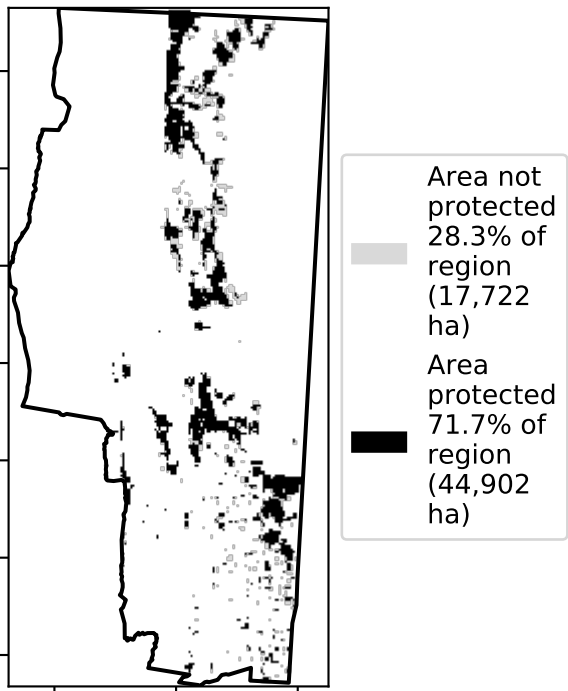 Area not
protected
28.3% of
region
(17,722
ha)
Area
protected
71.7% of
region
(44,902
ha)